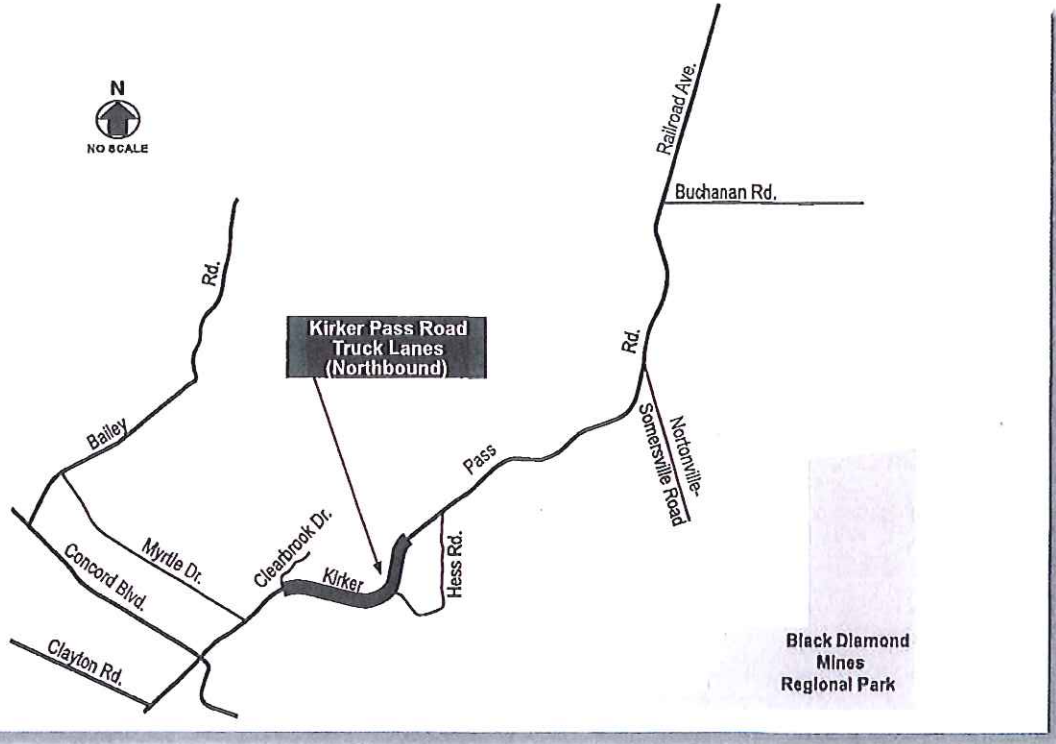 N
NO SCALE
Railroad Ave.
Buchanan Rd.
Rd.
Kirker Pass Road
Truck Lanes
(Northbound)
Rd.
Bailey
Pass
Nortonville-
Somersville Road
Clearbrook Dr.
Myrtle Dr.
Kirker
Hess Rd.
Concord Blvd.
Clayton Rd.
Black Diamond
Mines
Regional Park